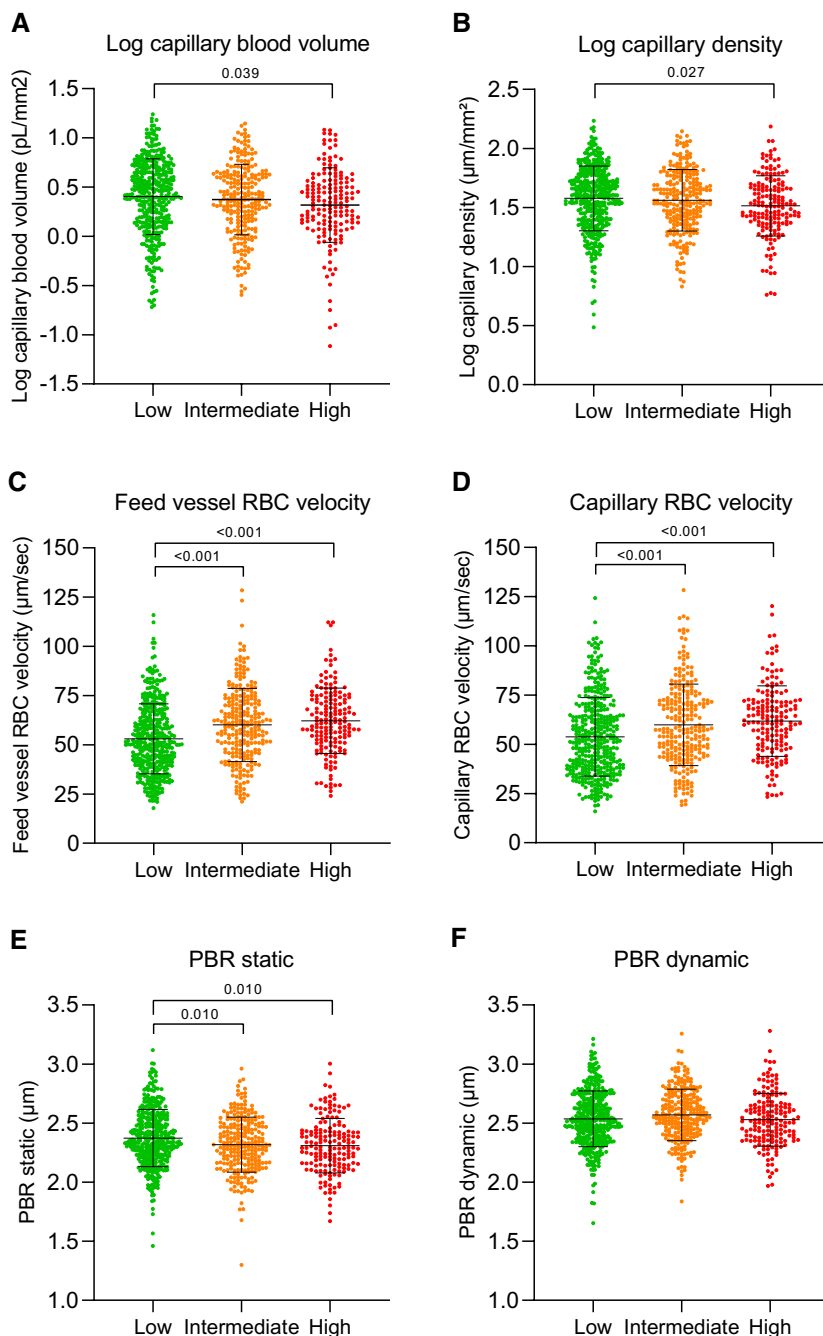 A
Log capillary blood volume
0.039
Log capillary blood volume (pL/mm2)
1.5
1.0
0.5
0.0
-0.5
-1.0
-1.5
Low Intermediate High
B
Log capillary density
0.027
Log capillary density (µm/mm²)
2.5
2.0
1.5
1.0
0.5
0.0
Low Intermediate High
C
Feed vessel RBC velocity
<0.001
<0.001
Feed vessel RBC velocity (µm/sec)
150
125
100
75
50
25
0
Low Intermediate High
D
Capillary RBC velocity
<0.001
<0.001
Capillary RBC velocity (µm/sec)
150
125
100
75
50
25
0
Low Intermediate High
E
PBR static
0.010
0.010
PBR static (µm)
3.5
3.0
2.5
2.0
1.5
1.0
Low Intermediate High
F
PBR dynamic
PBR dynamic (µm)
3.5
3.0
2.5
2.0
1.5
1.0
Low Intermediate High